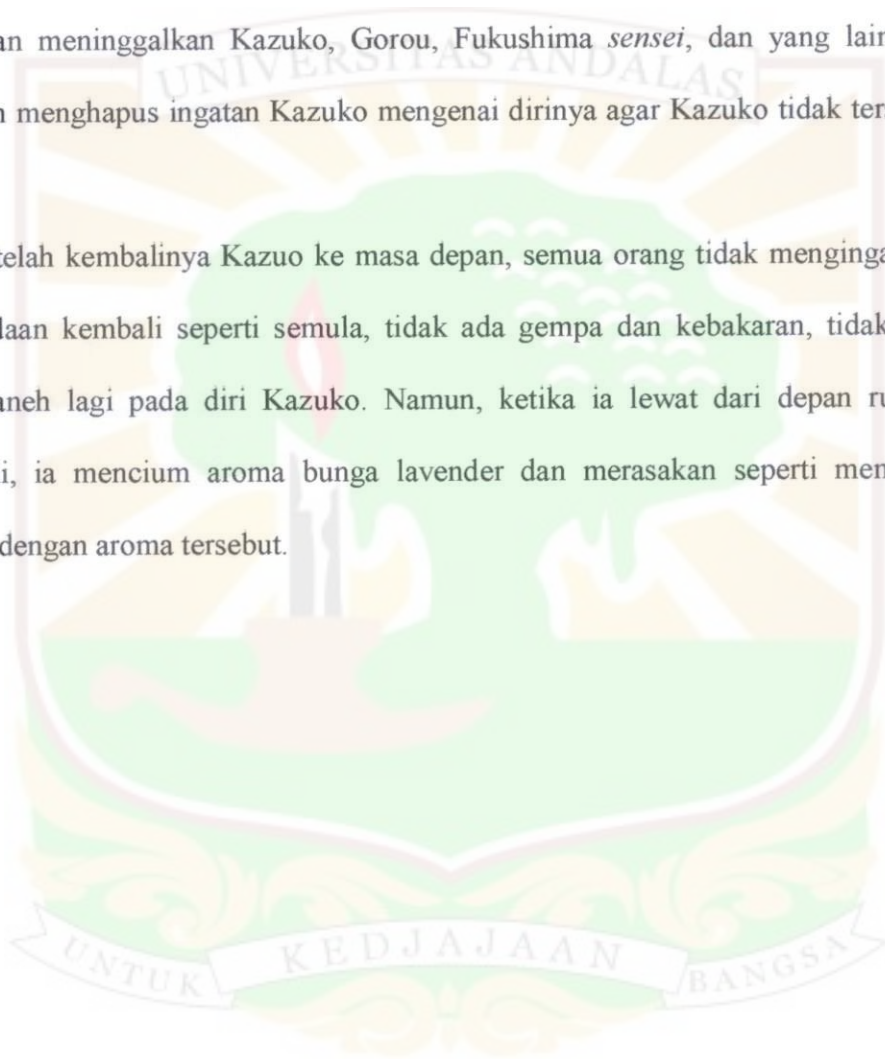 an meninggalkan Kazuko, Gorou, Fukushima sensei, dan yang lain
UNIVERSITAS ANDALAS
menghapus ingatan Kazuko mengenai dirinya agar Kazuko tidak ter
telah kembalinya Kazuo ke masa depan, semua orang tidak menginga
daan kembali seperti semula, tidak ada gempa dan kebakaran, tidak
aneh lagi pada diri Kazuko. Namun, ketika ia lewat dari depan ru
i, ia mencium aroma bunga lavender dan merasakan seperti men
dengan aroma tersebut.
UNTUK KEDJAJAAN BANGSA